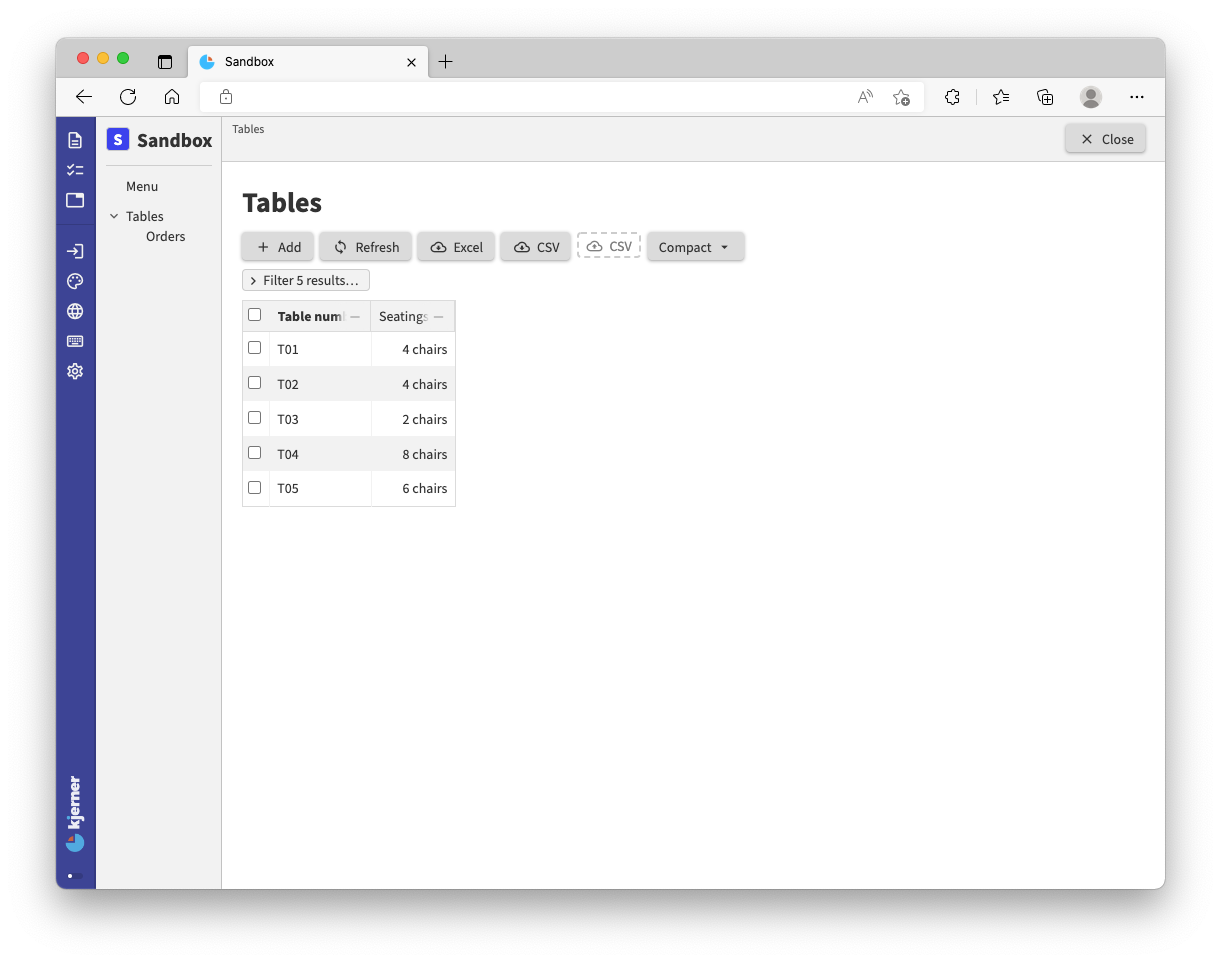 Sandbox
S Sandbox
Menu
Tables
Orders
kjerner
Tables
Close
Tables
Add
Refresh
Excel
CSV
CSV
Compact
Filter 5 results…
Table num
Seatings
T01 4 chairs
T02 4 chairs
T03 2 chairs
T04 8 chairs
T05 6 chairs